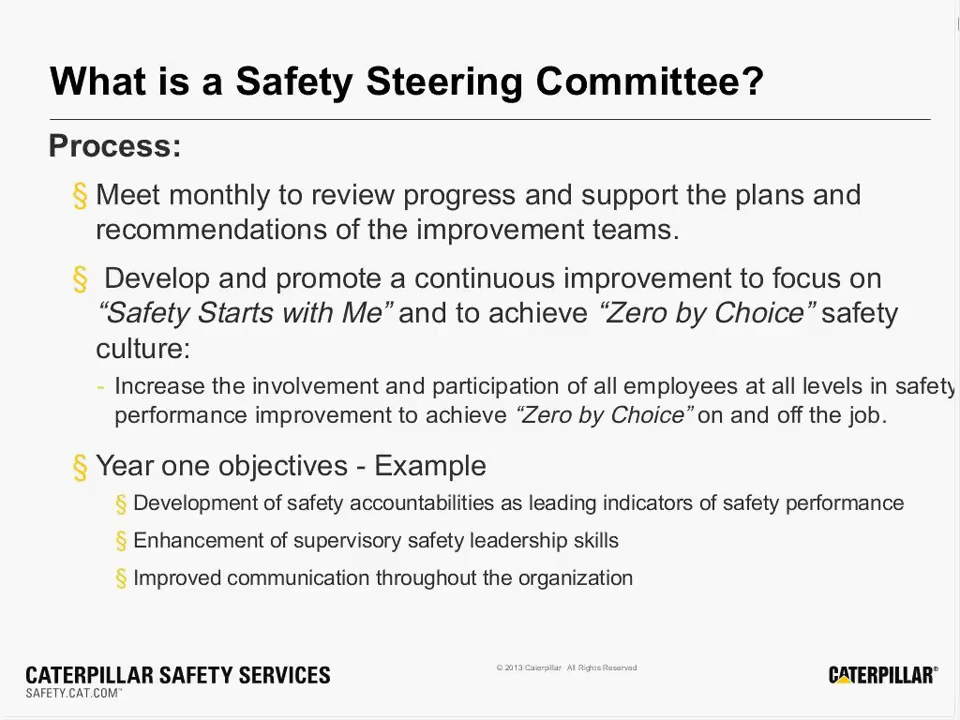 What is a Safety Steering Committee?
Process:
§ Meet monthly to review progress and support the plans and
recommendations of the improvement teams.
§ Develop and promote a continuous improvement to focus on
“Safety Starts with Me” and to achieve “Zero by Choice” safety
culture:
- Increase the involvement and participation of all employees at all levels in safety
performance improvement to achieve “Zero by Choice” on and off the job.
§ Year one objectives - Example
§ Development of safety accountabilities as leading indicators of safety performance
§ Enhancement of supervisory safety leadership skills
§ Improved communication throughout the organization
CATERPILLAR SAFETY SERVICES
SAFETY.CAT.COM™
© 2013 Caterpillar All Rights Reserved
CATERPILLAR®